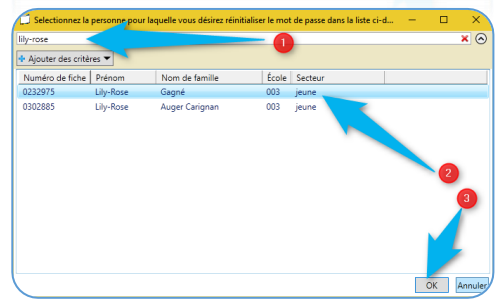 Selectionnez la personne pour laquelle vous désirez réinitialiser le mot de passe dans la liste ci-d...
lily-rose
1
Ajouter des critères
Numéro de fiche Prénom Nom de famille École Secteur
0232975 Lily-Rose Gagné 003 jeune
0302885 Lily-Rose Auger Carignan 003 jeune
2
3
OK Annuler